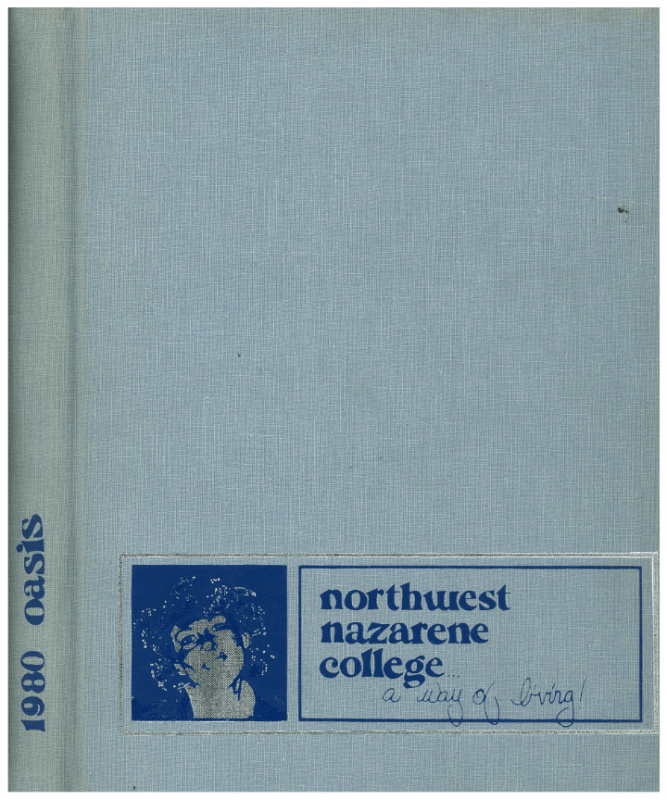 1980 oasis
northwest
nazarene
college...
a way of living!